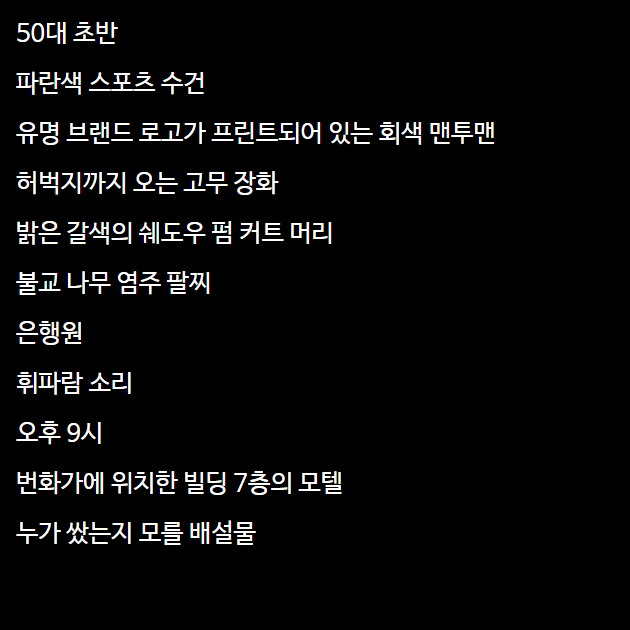 50대 초반
파란색 스포츠 수건
유명 브랜드 로고가 프린트되어 있는 회색 맨투맨
허벅지까지 오는 고무 장화
밝은 갈색의 쉐도우 펌 커트 머리
불교 나무 염주 팔찌
은행원
휘파람 소리
오후 9시
번화가에 위치한 빌딩 7층의 모텔
누가 쌌는지 모를 배설물